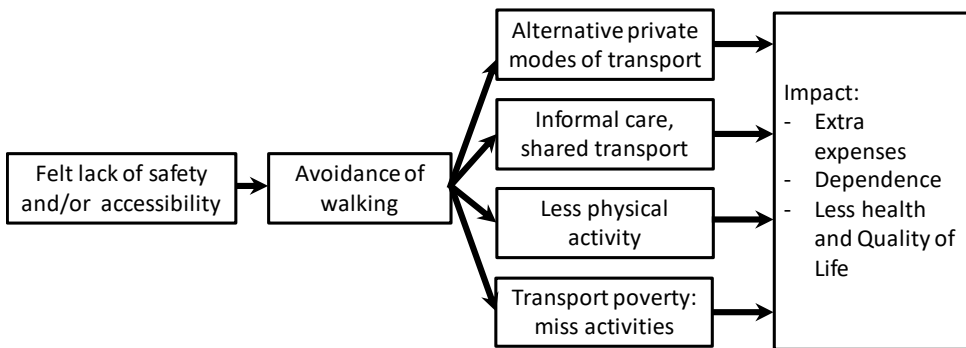 Felt lack of safety
and/or accessibility
Avoidance of
walking
Alternative private
modes of transport
Informal care,
shared transport
Less physical
activity
Transport poverty:
miss activities
Impact:
- Extra
expenses
- Dependence
- Less health
and Quality of
Life